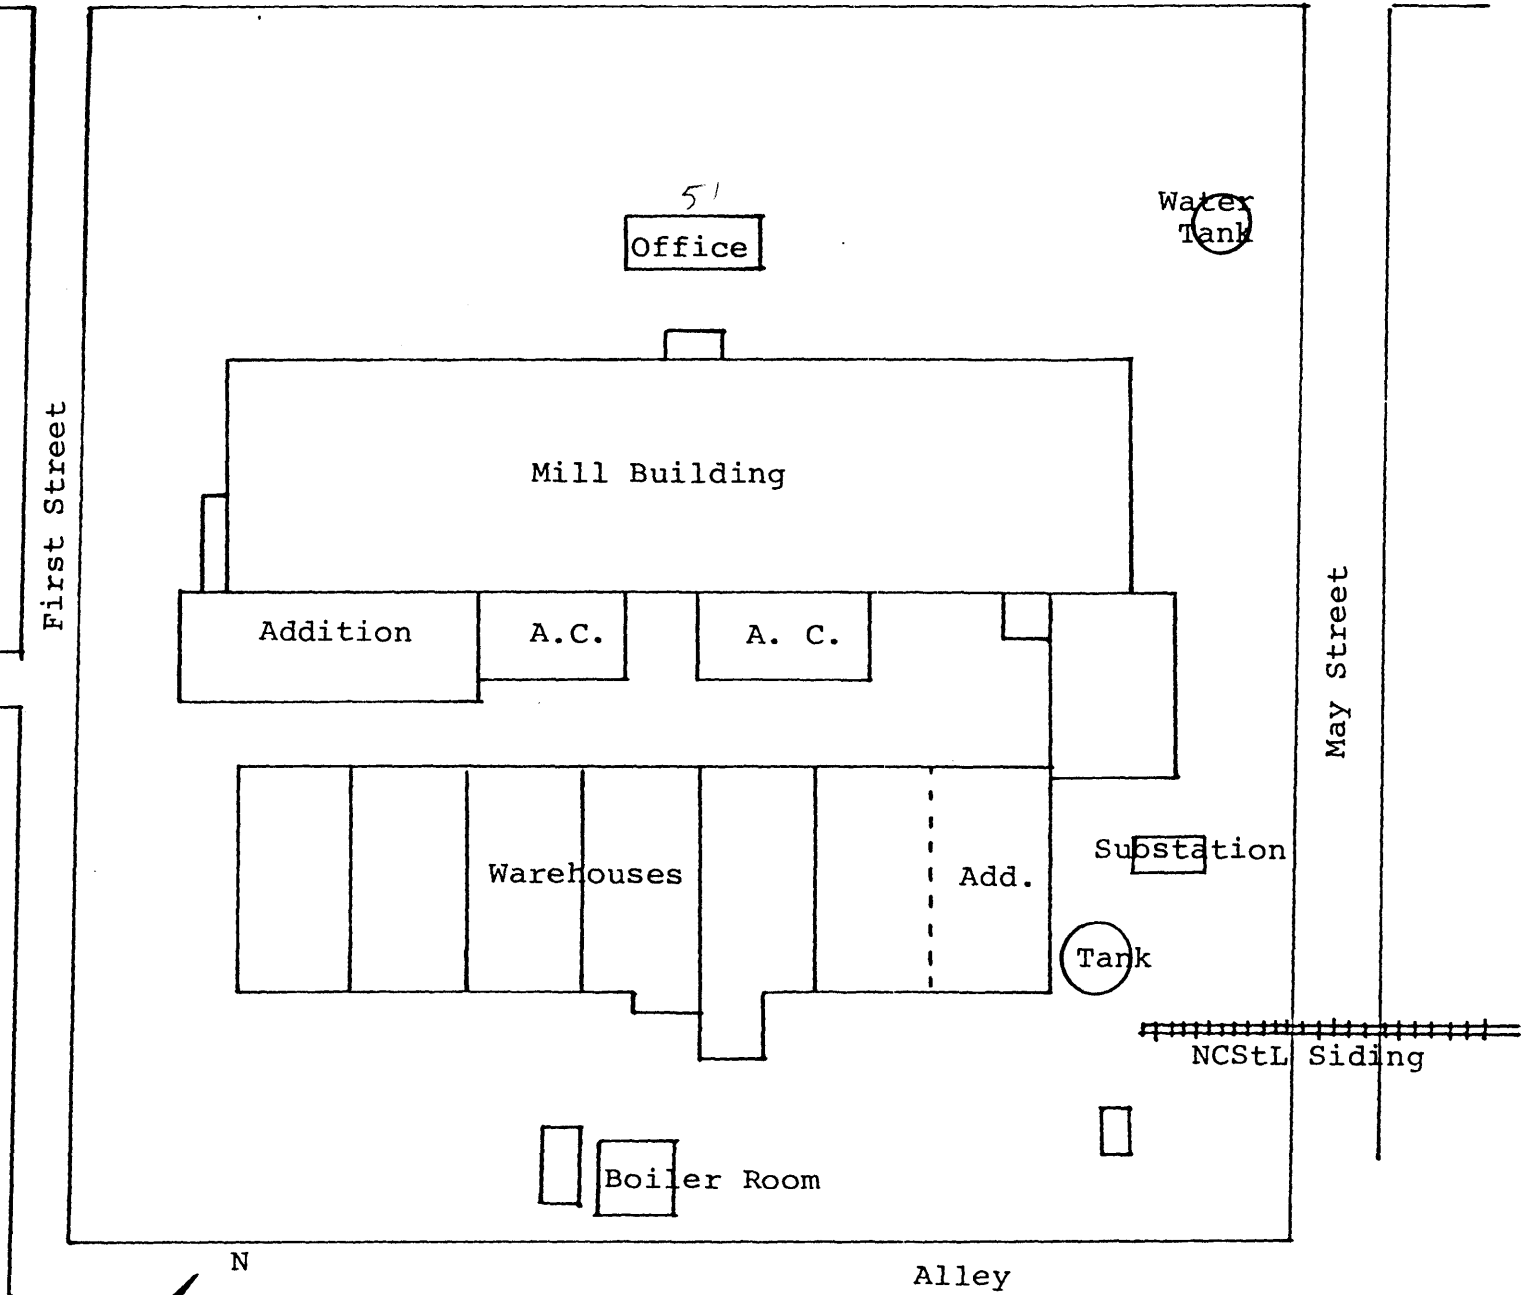 5'
Office
Water
Tank
Mill Building
First Street
Addition
A.C.
A. C.
May Street
Warehouses
Add.
Substation
Tank
NCStL Siding
Boiler Room
N
Alley